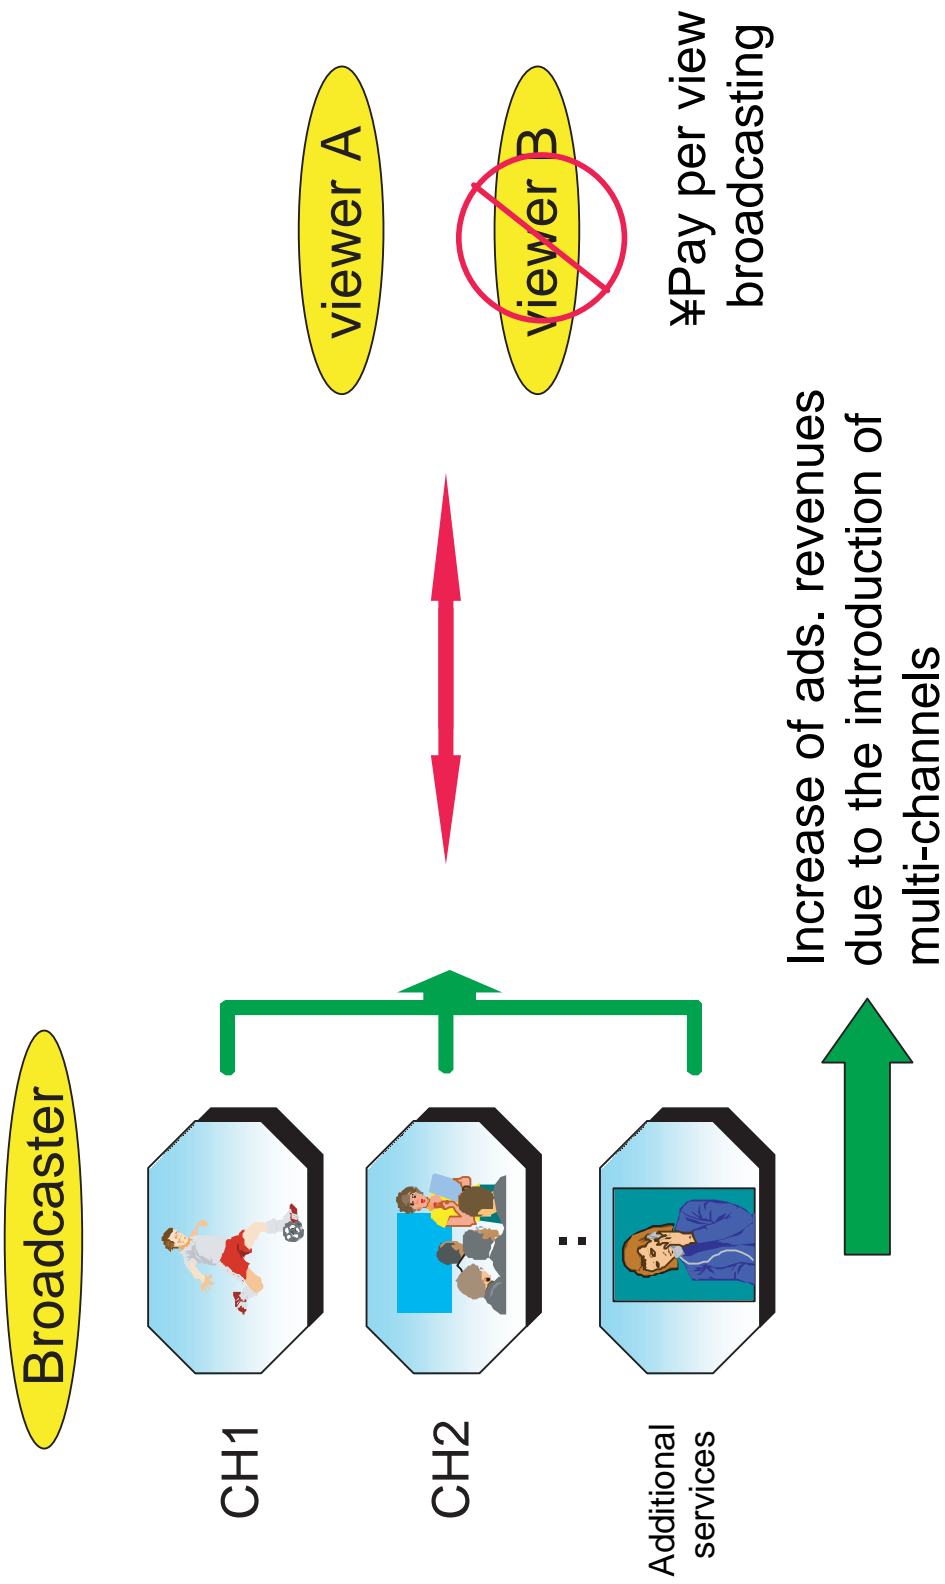 Broadcaster
CH1
CH2
:
Additional
services
viewer A
viewer B
¥Pay per view
broadcasting
Increase of ads. revenues
due to the introduction of
multi-channels